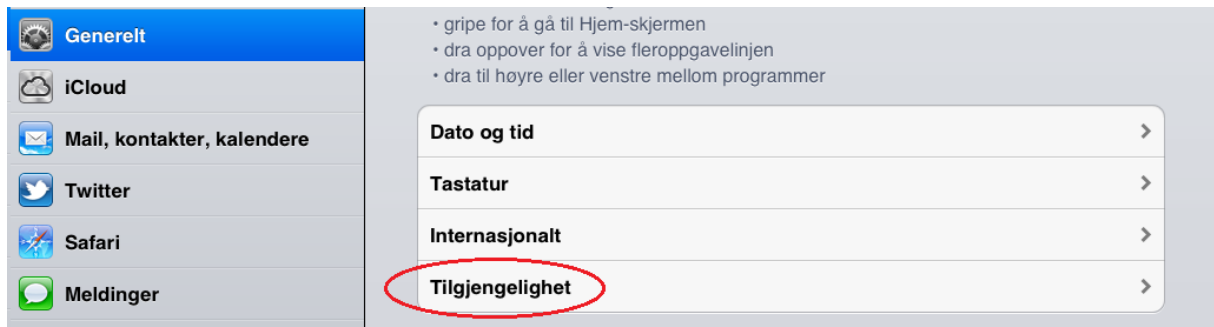 Generelt
iCloud
Mail, kontakter, kalendere
Twitter
Safari
Meldinger
• gripe for å gå til Hjem-skjermen
• dra oppover for å vise fleroppgavelinjen
• dra til høyre eller venstre mellom programmer
Dato og tid
Tastatur
Internasjonalt
Tilgjengelighet